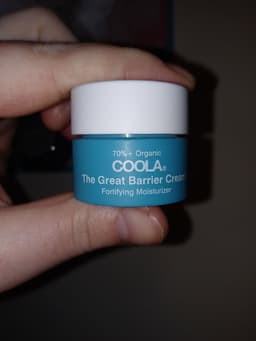 70%+ Organic
COOLA®
The Great Barrier Cream
Fortifying Moisturizer